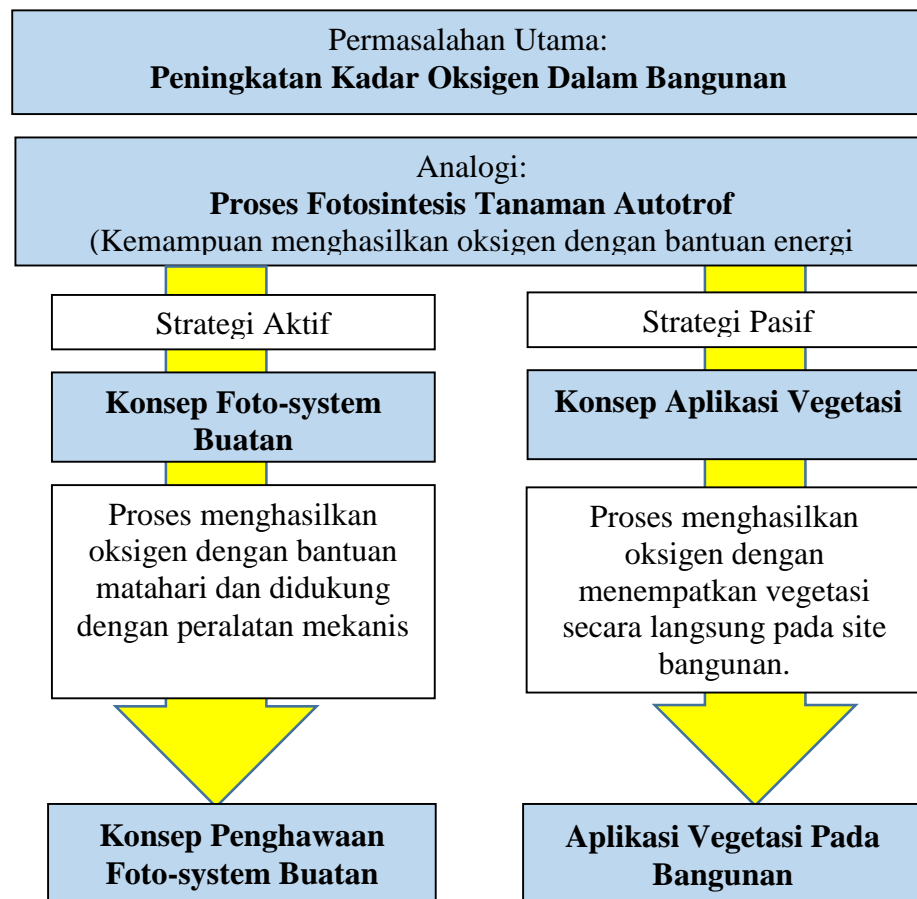 Permasalahan Utama:
Peningkatan Kadar Oksigen Dalam Bangunan
Analogi:
Proses Fotosintesis Tanaman Autotrof
(Kemampuan menghasilkan oksigen dengan bantuan energi
Strategi Aktif
Konsep Foto-system
Buatan
Proses menghasilkan
oksigen dengan bantuan
matahari dan didukung
dengan peralatan mekanis
Konsep Penghawaan
Foto-system Buatan
Strategi Pasif
Konsep Aplikasi Vegetasi
Proses menghasilkan
oksigen dengan
menempatkan vegetasi
secara langsung pada site
bangunan.
Aplikasi Vegetasi Pada
Bangunan